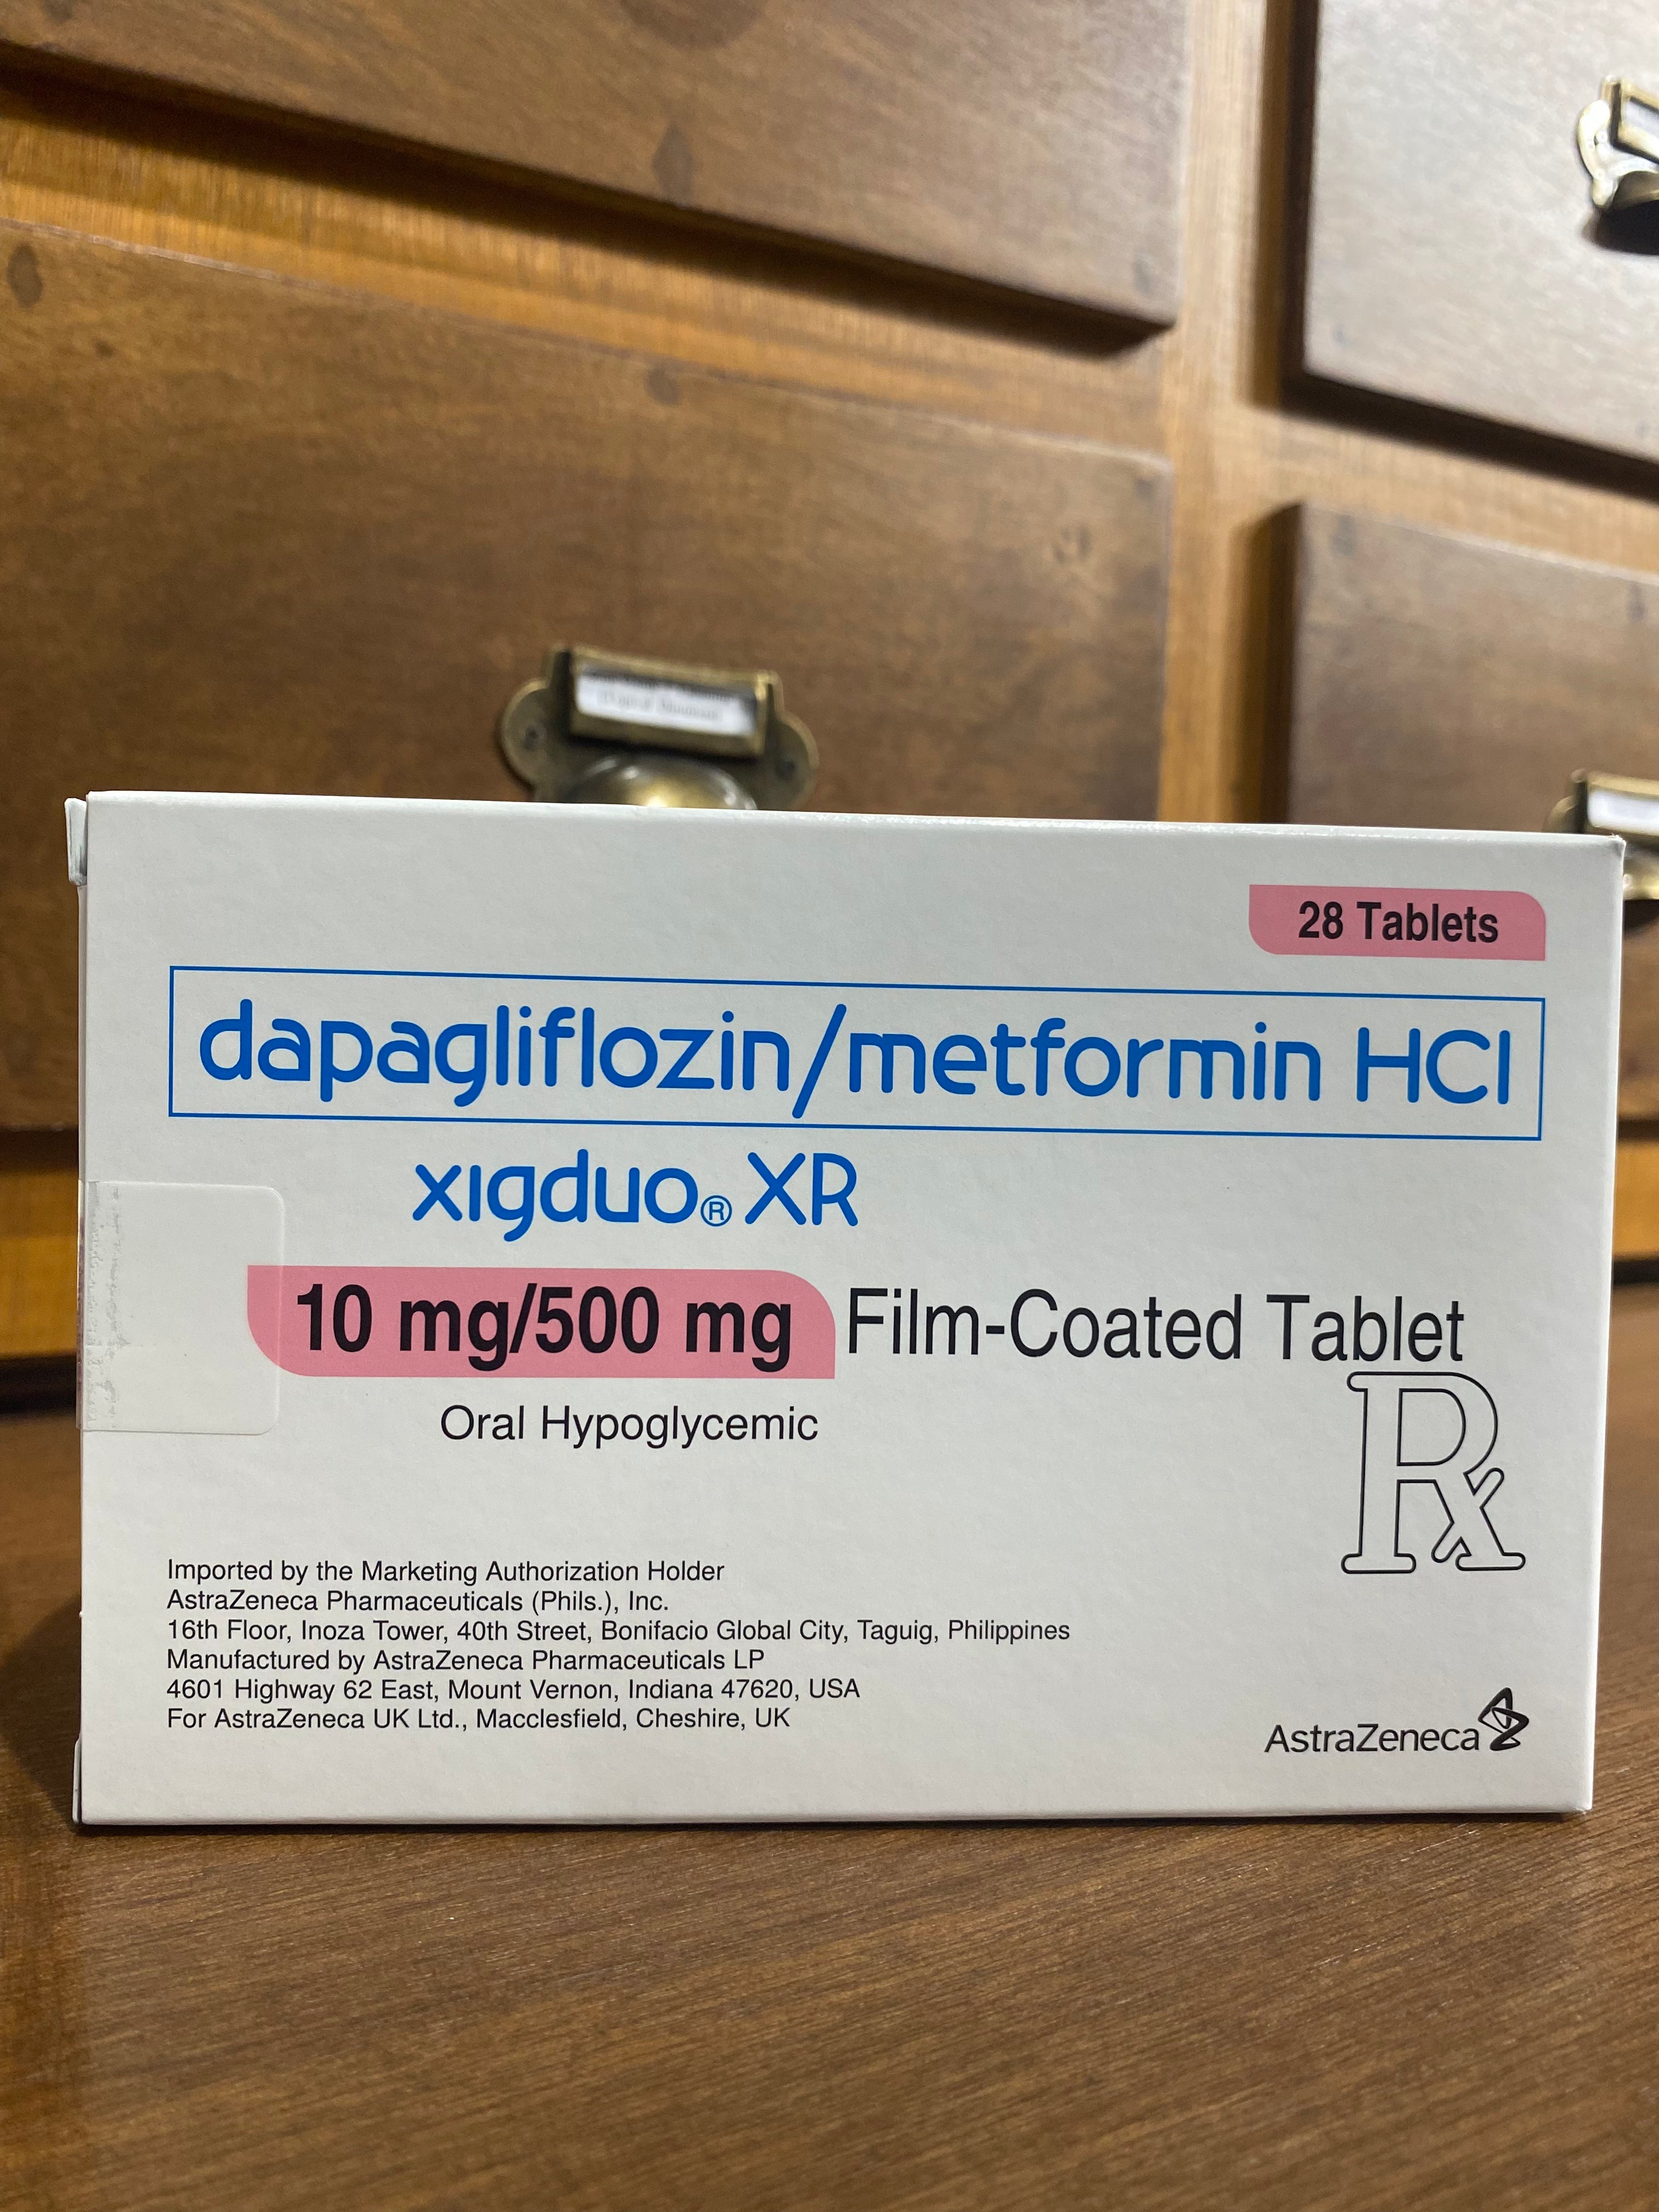 28 Tablets
dapagliflozin/metformin HCl
xigduo® XR
10 mg/500 mg Film-Coated Tablet
Rx
Oral Hypoglycemic
Imported by the Marketing Authorization Holder
AstraZeneca Pharmaceuticals (Phils.), Inc.
16th Floor, Inoza Tower, 40th Street, Bonifacio Global City, Taguig, Philippines
Manufactured by AstraZeneca Pharmaceuticals LP
4601 Highway 62 East, Mount Vernon, Indiana 47620, USA
For AstraZeneca UK Ltd., Macclesfield, Cheshire, UK
AstraZeneca